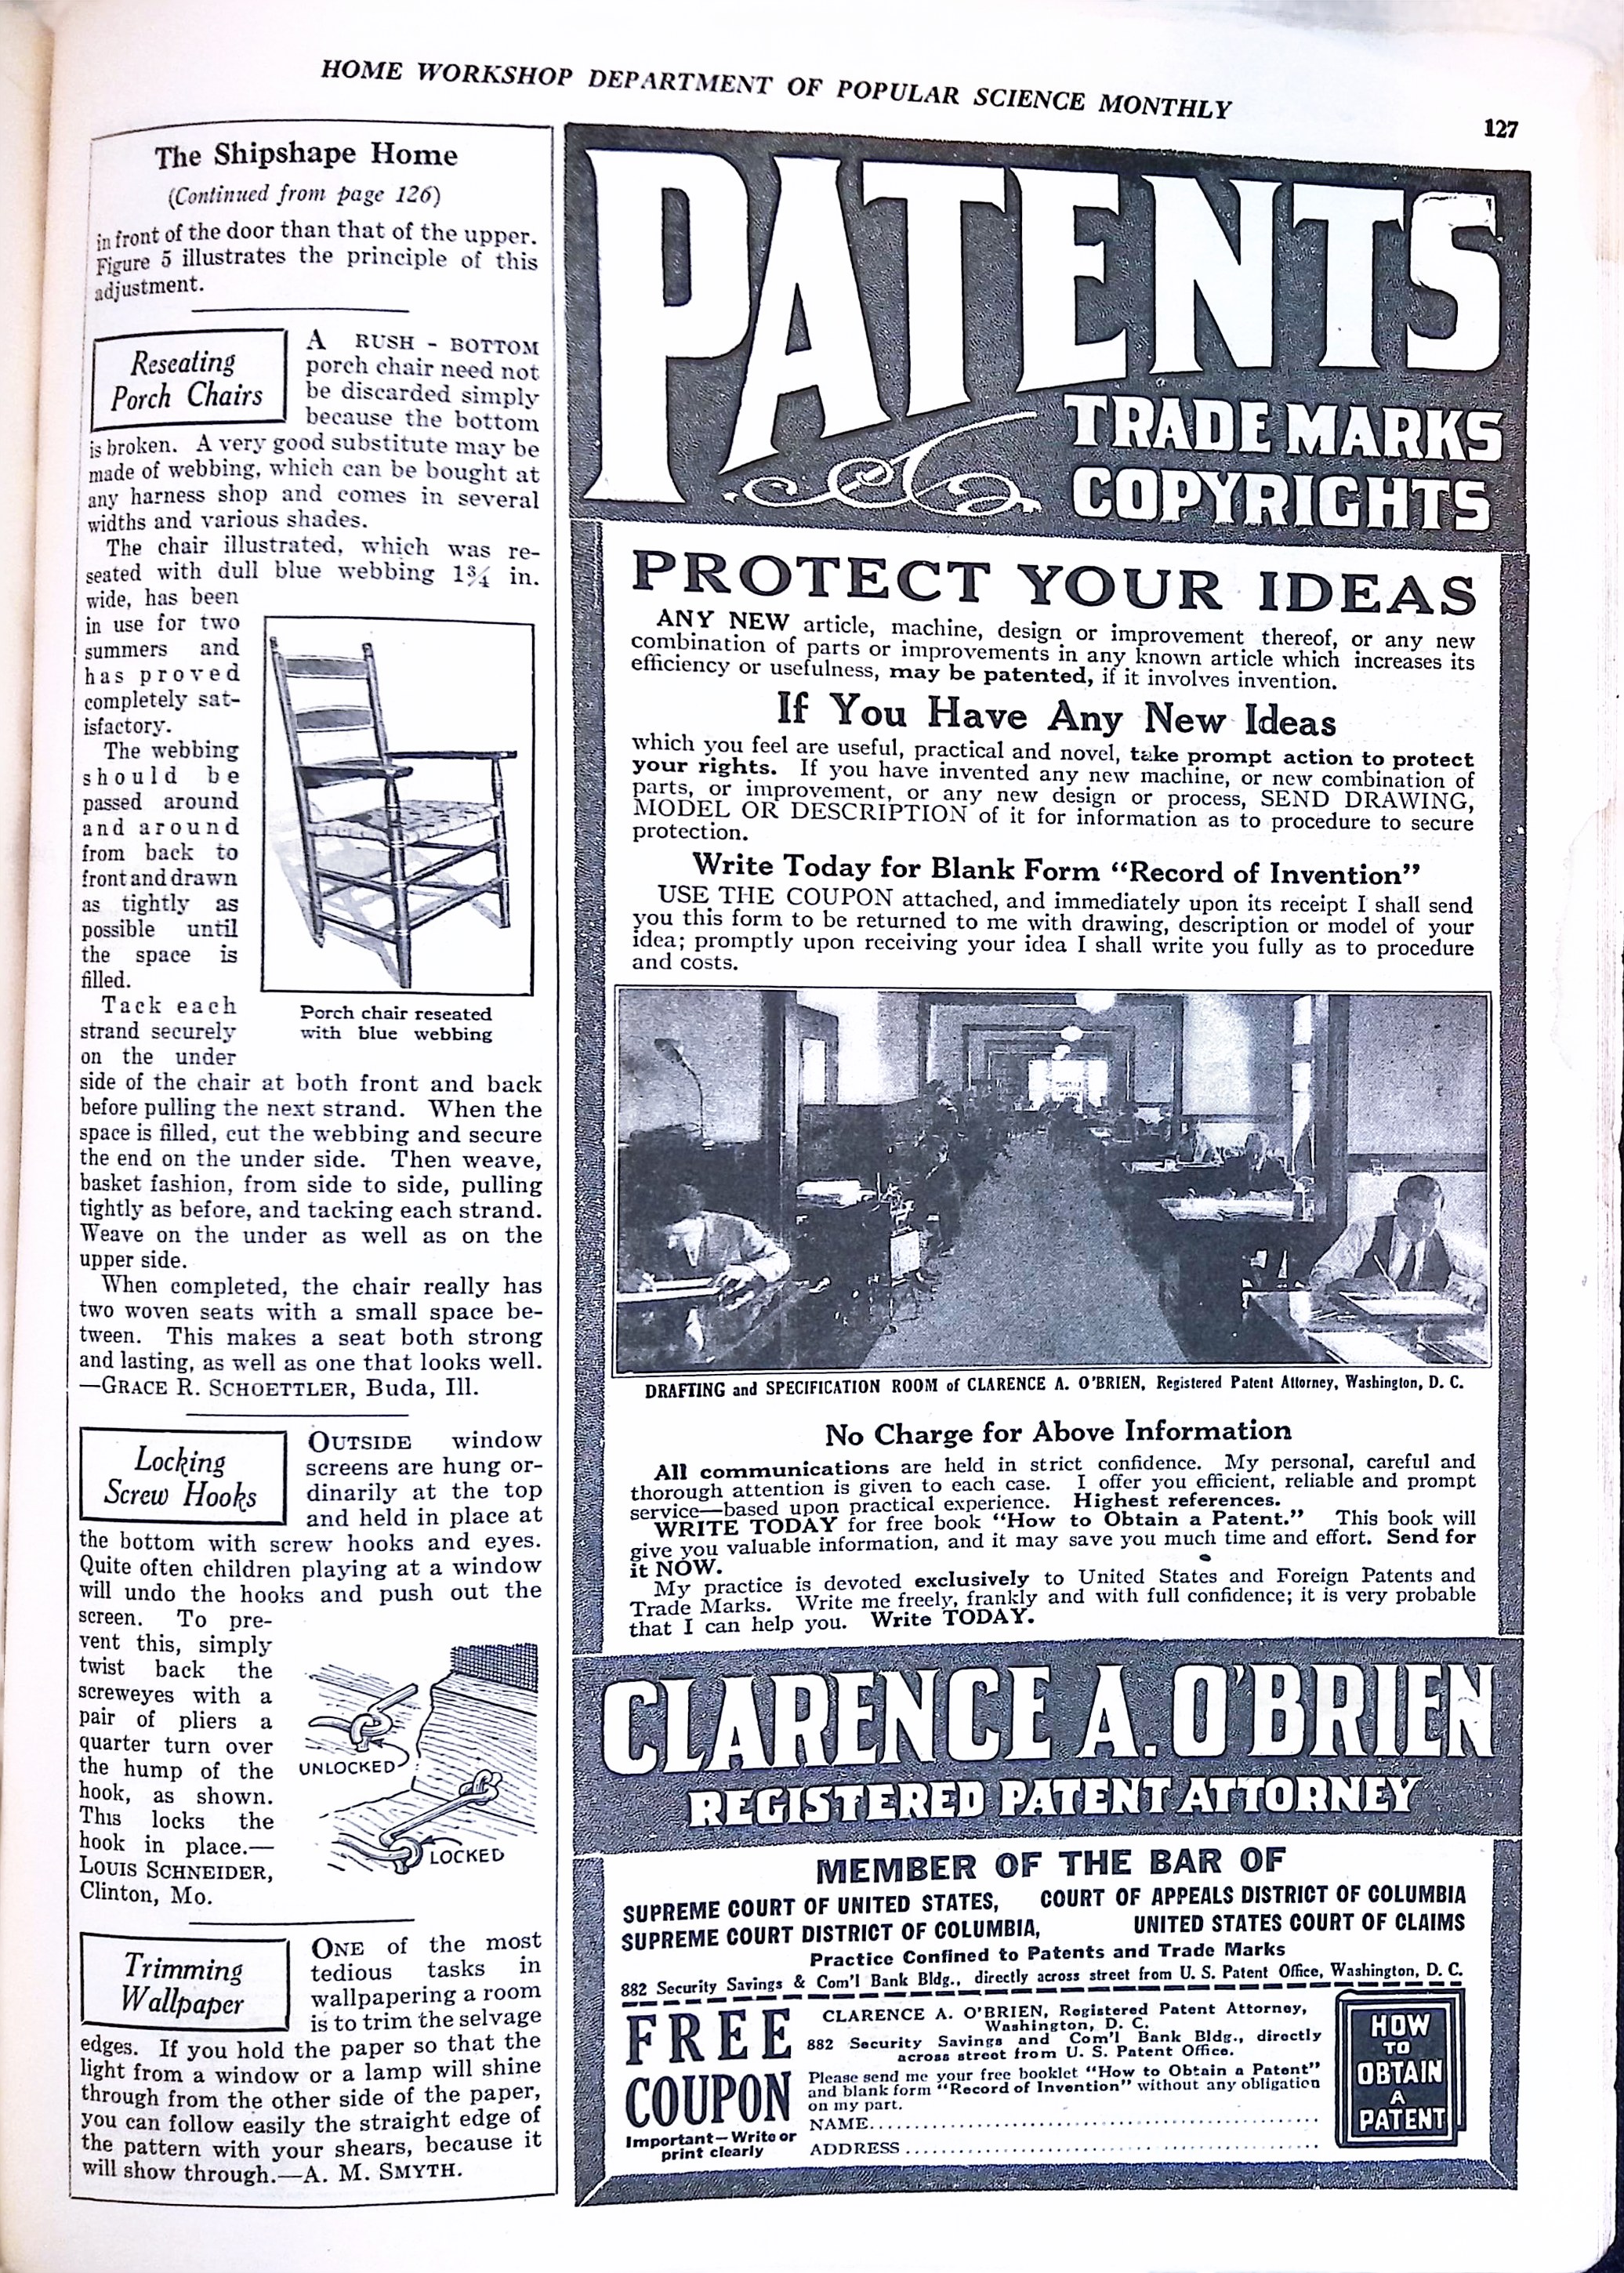 HOME WORKSHOP DEPARTMENT OF POPULAR SCIENCE MONTHLY
127
The Shipshape Home
(Continued from page 126)
in front of the door than that of the upper.
Figure 5 illustrates the principle of this
adjustment.
Reseating
Porch Chairs
A RUSH-BOTTOM
porch chair need not
be discarded simply
because the bottom
is broken. A very good substitute may be
made of webbing, which can be bought at
any harness shop and comes in several
widths and various shades.
The chair illustrated, which was re-
seated with dull blue webbing 1¾ in.
wide, has been
in use for two
summers and
has proved
completely sat-
isfactory.
The webbing
should be
passed around
and around
from back to
front and drawn
as tightly as
possible until
the space is
filled.
Tack each
strand securely
on the under
side of the chair at both front and back
before pulling the next strand. When the
space is filled, cut the webbing and secure
the end on the under side. Then weave,
basket fashion, from side to side, pulling
tightly as before, and tacking each strand.
Weave on the under as well as on the
upper side.
When completed, the chair really has
two woven seats with a small space be-
tween. This makes a seat both strong
and lasting, as well as one that looks well.
—GRACE R. SCHOETTLER, Buda, Ill.
Porch chair reseated
with blue webbing
Locking
Screw Hooks
OUTSIDE window
screens are hung or-
dinarily at the top
and held in place at
the bottom with screw hooks and eyes.
Quite often children playing at a window
will undo the hooks and push out the
screen. To pre-
vent this, simply
twist back the
screweyes with a
pair of pliers a
quarter turn over
the hump of the
hook, as shown.
This locks the
hook in place.—
LOUIS SCHNEIDER,
Clinton, Mo.
UNLOCKED
LOCKED
Trimming
Wallpaper
ONE of the most
tedious tasks in
wallpapering a room
is to trim the selvage
edges. If you hold the paper so that the
light from a window or a lamp will shine
through from the other side of the paper,
you can follow easily the straight edge of
the pattern with your shears, because it
will show through.—A. M. SMYTH.
PATENTS
TRADE MARKS
COPYRIGHTS
PROTECT YOUR IDEAS
ANY NEW article, machine, design or improvement thereof, or any new
combination of parts or improvements in any known article which increases its
efficiency or usefulness, may be patented, if it involves invention.
If You Have Any New Ideas
which you feel are useful, practical and novel, take prompt action to protect
your rights. If you have invented any new machine, or new combination of
parts, or improvement, or any new design or process, SEND DRAWING,
MODEL OR DESCRIPTION of it for information as to procedure to secure
protection.
Write Today for Blank Form “Record of Invention”
USE THE COUPON attached, and immediately upon its receipt I shall send
you this form to be returned to me with drawing, description or model of your
idea; promptly upon receiving your idea I shall write you fully as to procedure
and costs.
DRAFTING and SPECIFICATION ROOM of CLARENCE A. O'BRIEN, Registered Patent Attorney, Washington, D. C.
No Charge for Above Information
All communications are held in strict confidence. My personal, careful and
thorough attention is given to each case. I offer you efficient, reliable and prompt
service—based upon practical experience. Highest references.
WRITE TODAY for free book “How to Obtain a Patent.” This book will
give you valuable information, and it may save you much time and effort. Send for
it NOW.
My practice is devoted exclusively to United States and Foreign Patents and
Trade Marks. Write me freely, frankly and with full confidence; it is very probable
that I can help you. Write TODAY.
CLARENCE A. O'BRIEN
REGISTERED PATENT ATTORNEY
MEMBER OF THE BAR OF
SUPREME COURT OF UNITED STATES, COURT OF APPEALS DISTRICT OF COLUMBIA
SUPREME COURT DISTRICT OF COLUMBIA, UNITED STATES COURT OF CLAIMS
Practice Confined to Patents and Trade Marks
882 Security Savings & Com'l Bank Bldg., directly across street from U. S. Patent Office, Washington, D. C.
FREE
COUPON
Important—Write or
print clearly
CLARENCE A. O'BRIEN, Registered Patent Attorney,
Washington, D. C.
882 Security Savings and Com'l Bank Bldg., directly
across street from U. S. Patent Office.
Please send me your free booklet “How to Obtain a Patent”
and blank form “Record of Invention” without any obligation
on my part.
NAME
ADDRESS
HOW
TO
OBTAIN
A
PATENT